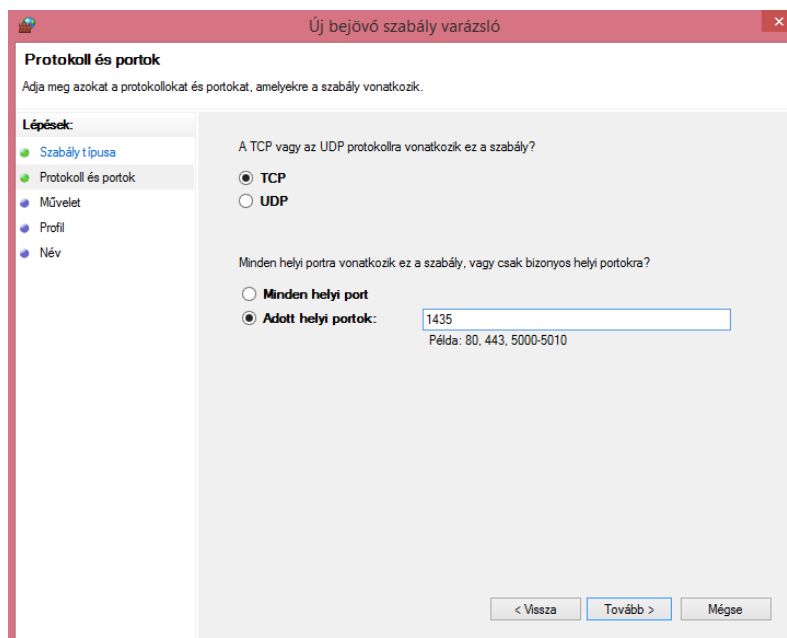 Új bejövő szabály varázsló
Protokoll és portok
Adja meg azokat a protokollokat és portokat, amelyekre a szabály vonatkozik.
Lépések:
Szabály típusa
Protokoll és portok
Művelet
Profil
Név
A TCP vagy az UDP protokollra vonatkozik ez a szabály?
TCP
UDP
Minden helyi portra vonatkozik ez a szabály, vagy csak bizonyos helyi portokra?
Minden helyi port
Adott helyi portok: 1435
Példa: 80, 443, 5000-5010
< Vissza Tovább > Mégse